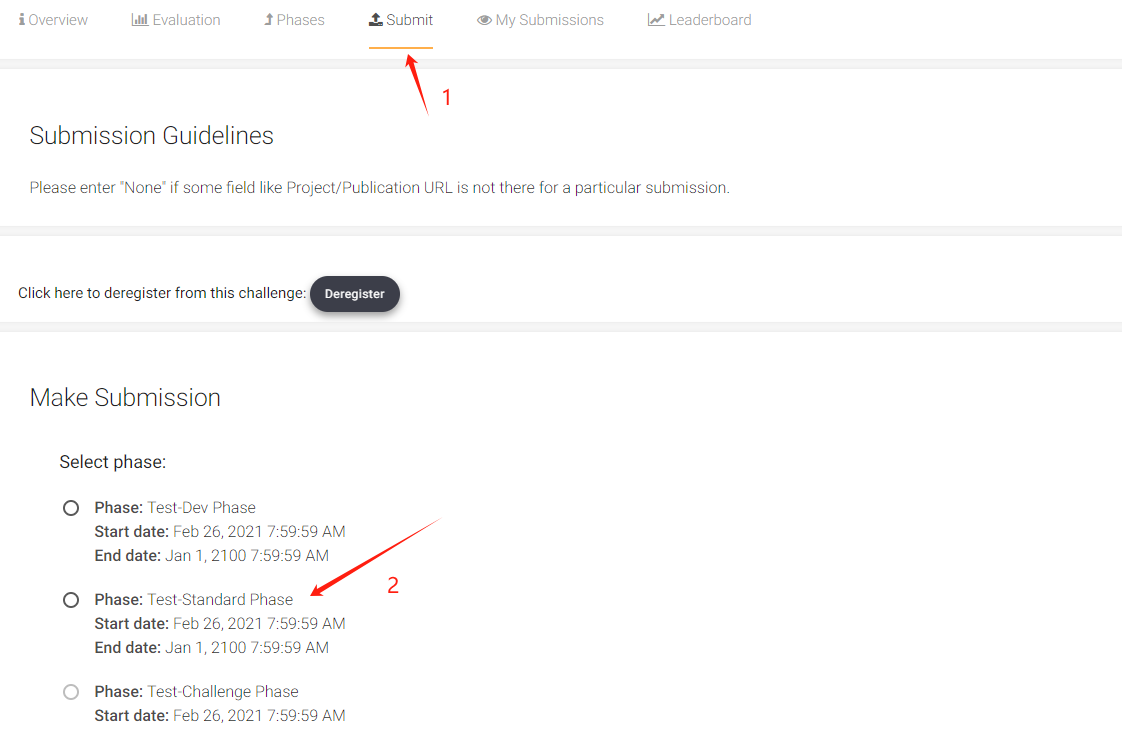 Overview Evaluation Phases Submit My Submissions Leaderboard
1
Submission Guidelines
Please enter "None" if some field like Project/Publication URL is not there for a particular submission.
Click here to deregister from this challenge: Deregister
Make Submission
Select phase:
Phase: Test-Dev Phase
Start date: Feb 26, 2021 7:59:59 AM
End date: Jan 1, 2100 7:59:59 AM
2
Phase: Test-Standard Phase
Start date: Feb 26, 2021 7:59:59 AM
End date: Jan 1, 2100 7:59:59 AM
Phase: Test-Challenge Phase
Start date: Feb 26, 2021 7:59:59 AM